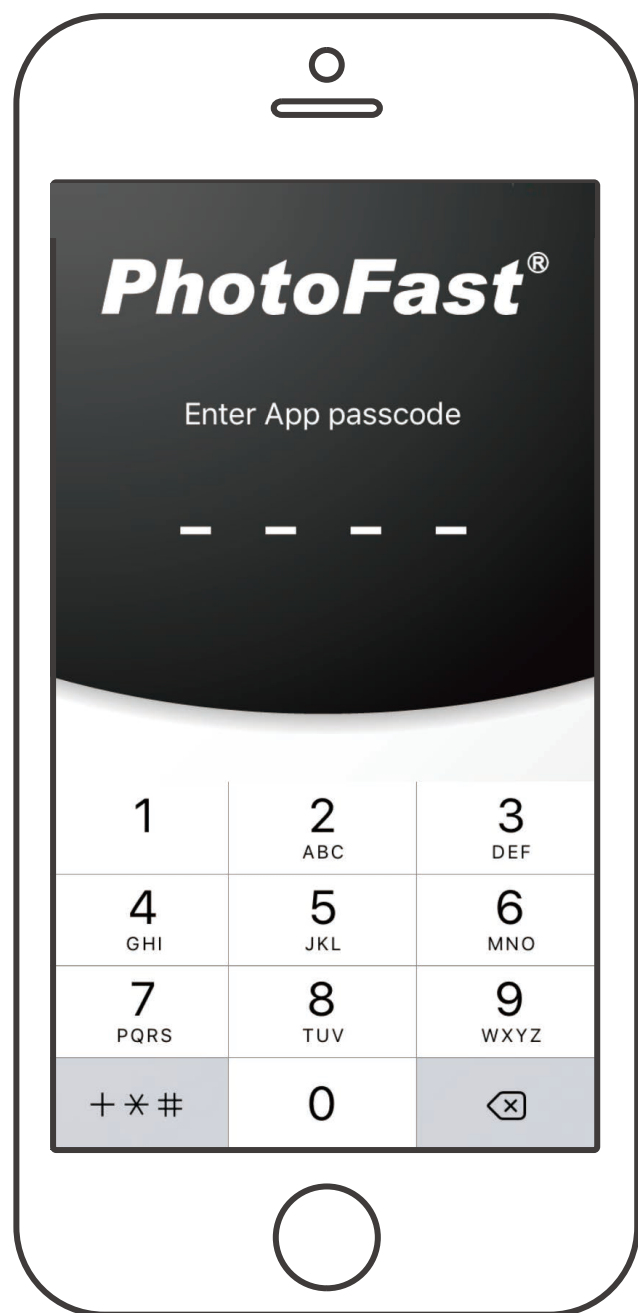 PhotoFast®
Enter App passcode
1 2 3
ABC DEF
4 5 6
GHI JKL MNO
7 8 9
PQRS TUV WXYZ
+*# 0